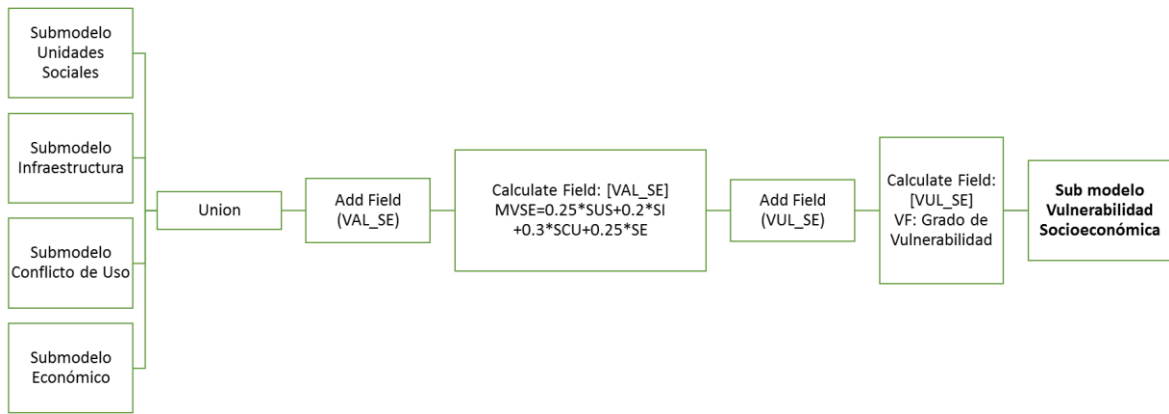 Submodelo
Unidades
Sociales
Submodelo
Infraestructura
Submodelo
Conflicto de Uso
Submodelo
Económico
Union
Add Field
(VAL_SE)
Calculate Field: [VAL_SE]
MVSE=0.25*SUS+0.2*SI
+0.3*SCU+0.25*SE
Add Field
(VUL_SE)
Calculate Field:
[VUL_SE]
VF: Grado de
Vulnerabilidad
Sub modelo
Vulnerabilidad
Socioeconómica